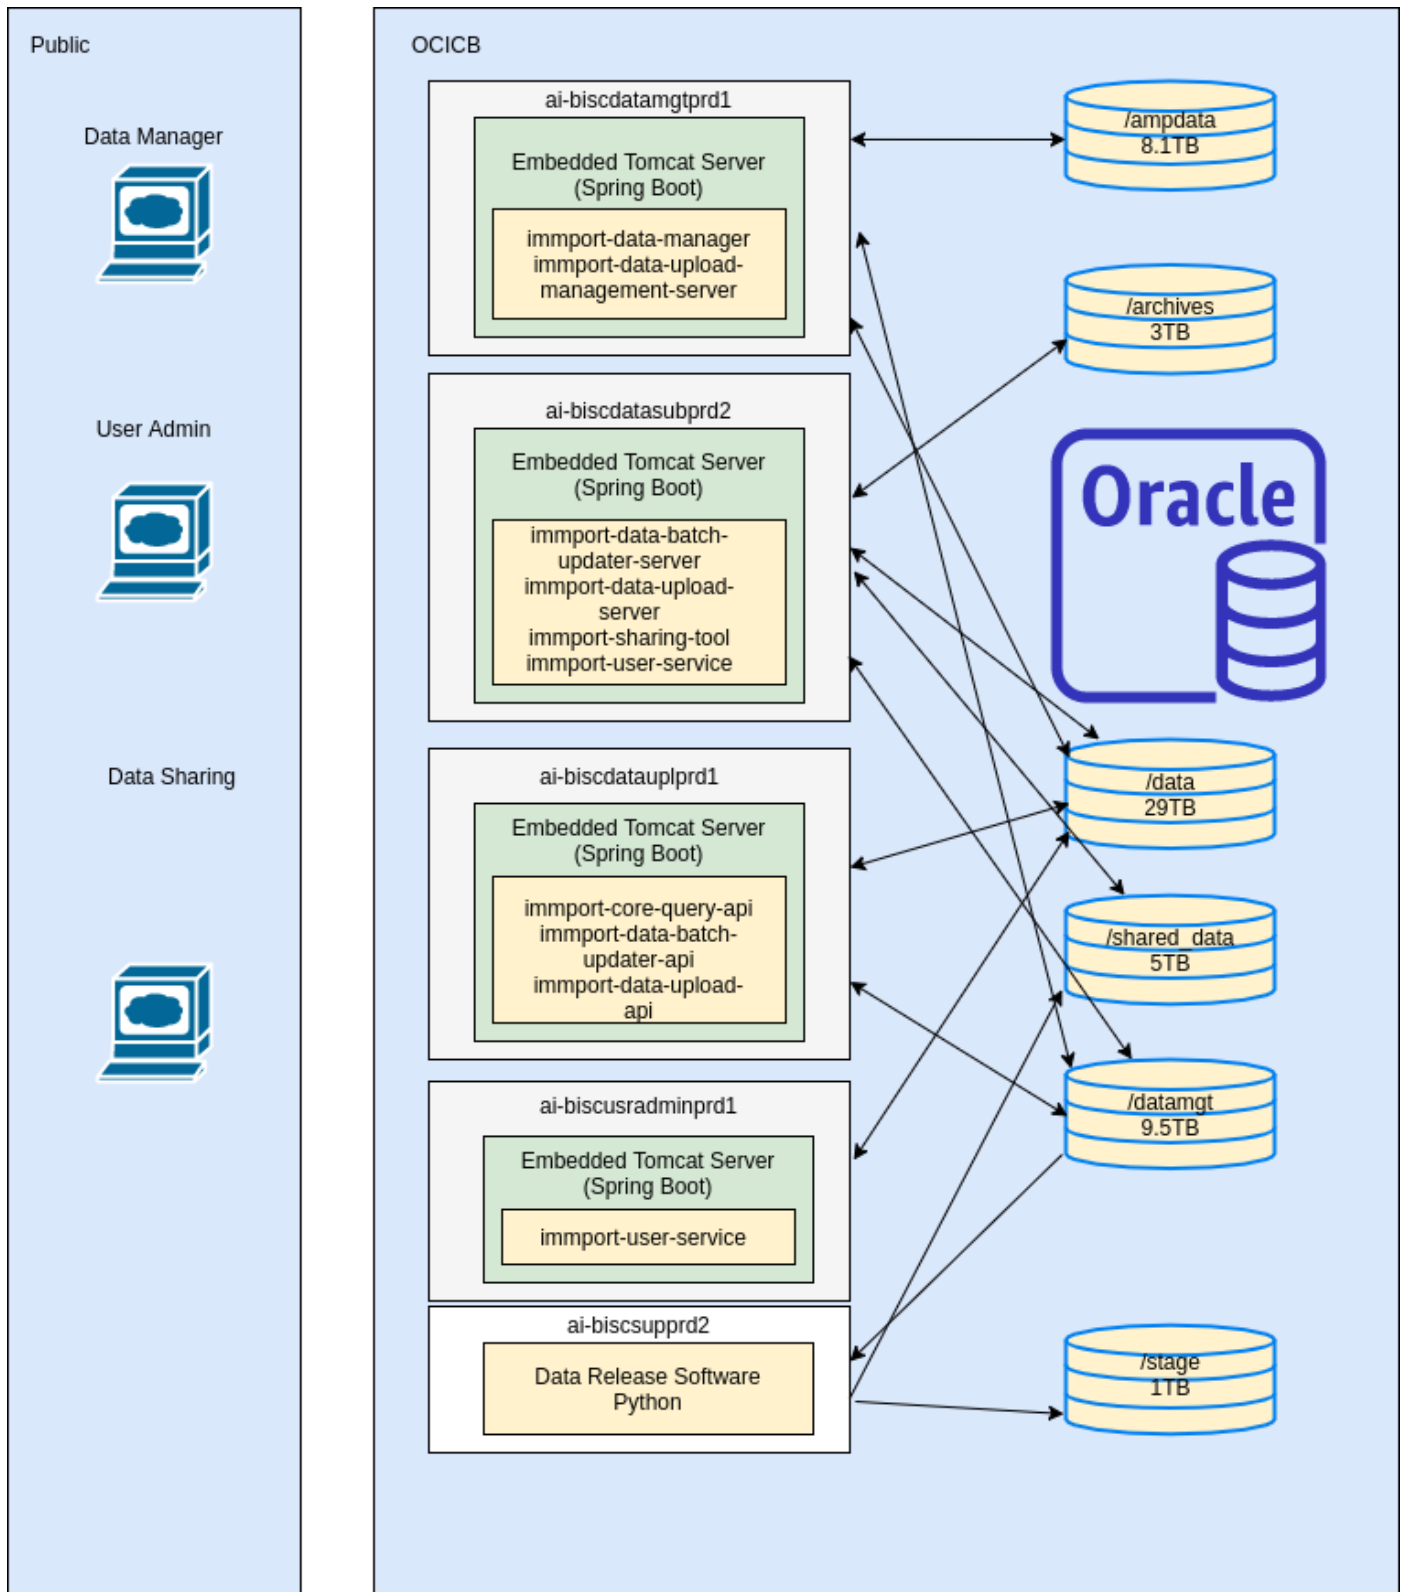 Public
Data Manager
User Admin
Data Sharing
OCICB
ai-biscdatamgtprd1
Embedded Tomcat Server
(Spring Boot)
immport-data-manager
immport-data-upload-
management-server
ai-biscdatasubprd2
Embedded Tomcat Server
(Spring Boot)
immport-data-batch-
updater-server
immport-data-upload-
server
immport-sharing-tool
immport-user-service
ai-biscdatauplprd1
Embedded Tomcat Server
(Spring Boot)
immport-core-query-api
immport-data-batch-
updater-api
immport-data-upload-
api
ai-biscusradminprd1
Embedded Tomcat Server
(Spring Boot)
immport-user-service
ai-biscsupprd2
Data Release Software
Python
/ampdata
8.1TB
/archives
3TB
Oracle
/data
29TB
/shared_data
5TB
/datamgt
9.5TB
/stage
1TB